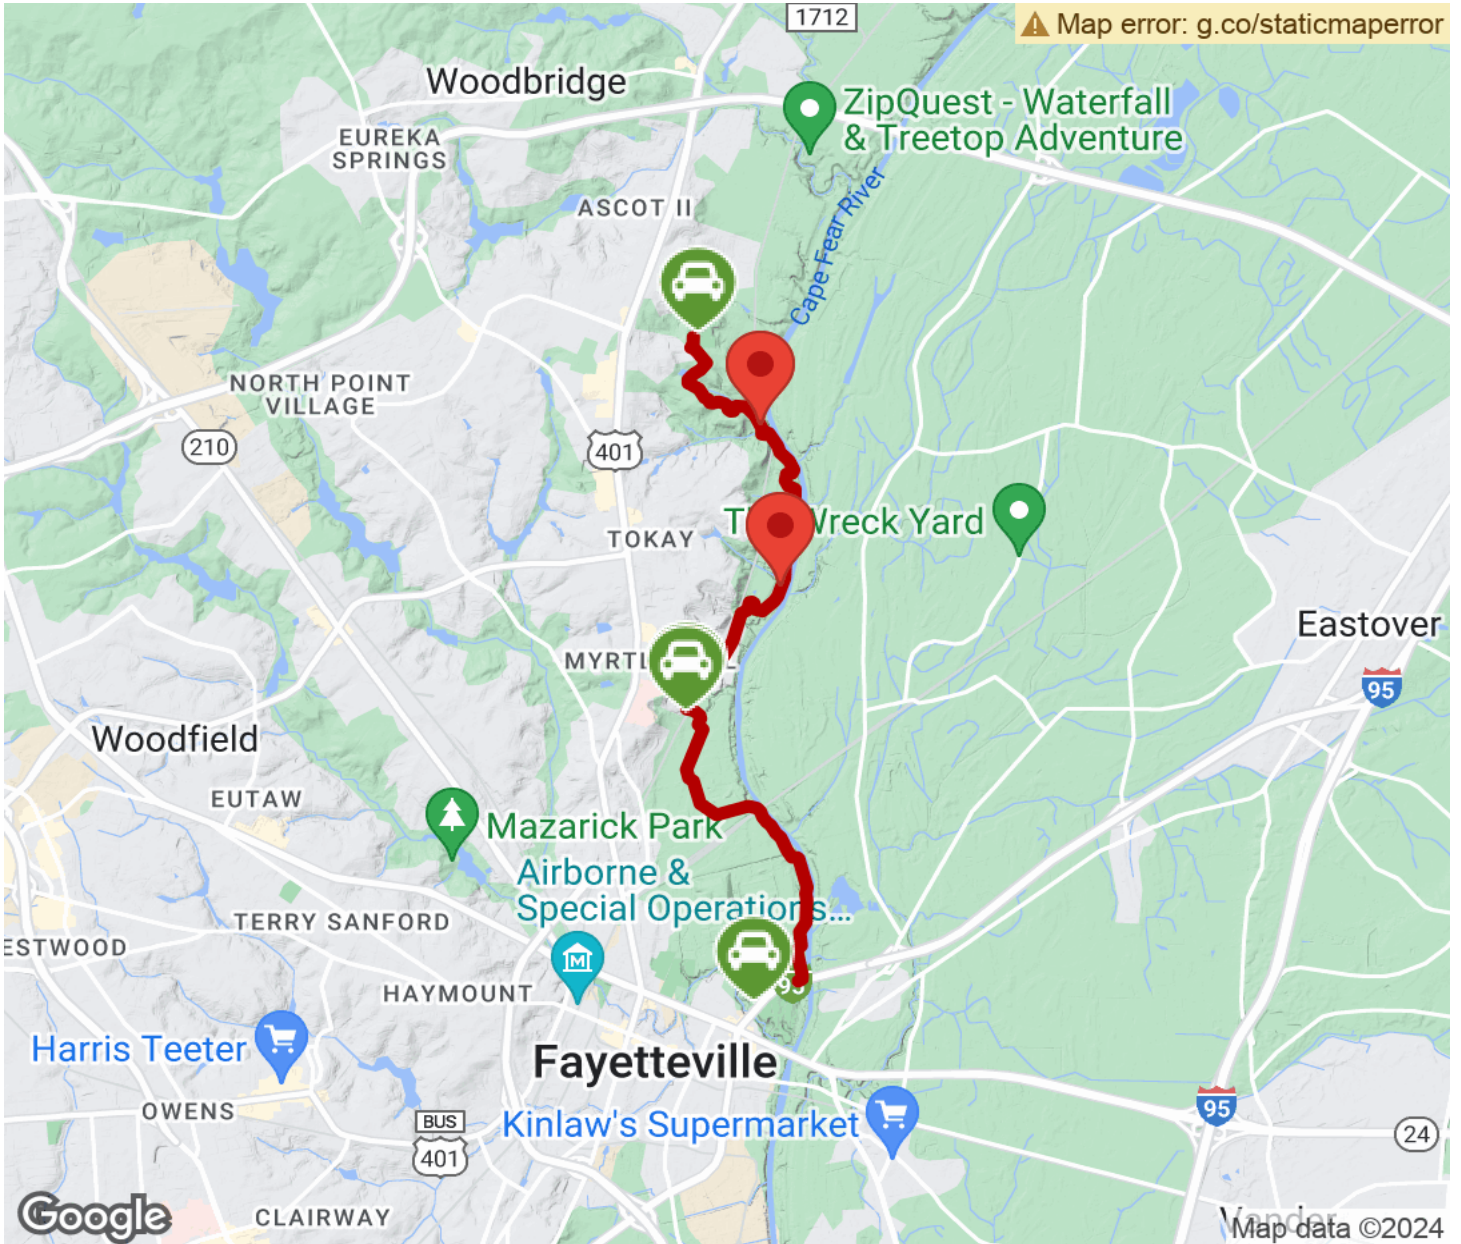 1712
Map error: g.co/staticmaperror
Woodbridge
ZipQuest - Waterfall
& Treetop Adventure
EUREKA
SPRINGS
ASCOT II
Cape Fear River
NORTH POINT
VILLAGE
210
401
TOKAY
Wreck Yard
Eastover
95
Woodfield
EUTAW
Mazarick Park
Airborne &
Special Operations...
TERRY SANFORD
ESTWOOD
HAYMOUNT
M
95
Harris Teeter
Fayetteville
OWENS
BUS
401
Kinlaw's Supermarket
95
24
CLAIRWAY
Google
Map data ©2024